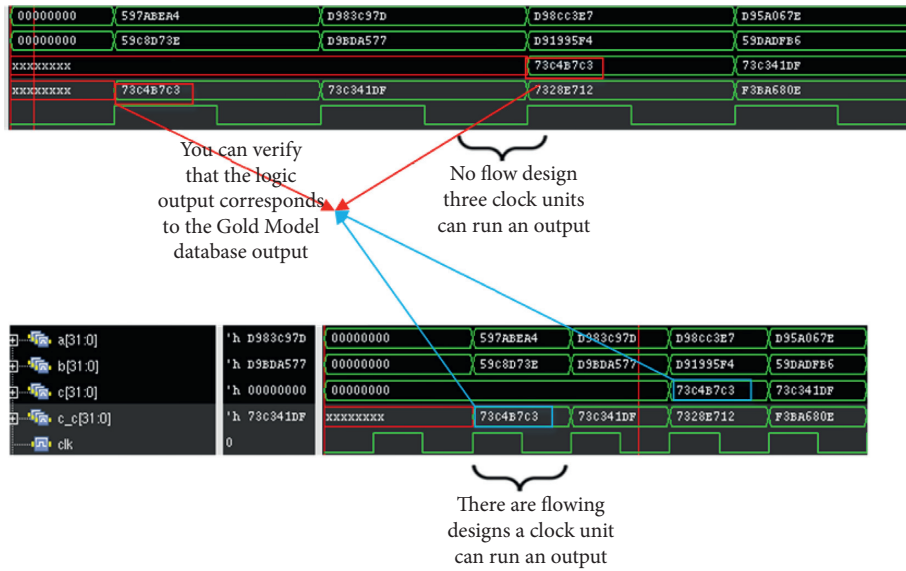 00000000 597ABEA4 D983C97D D98CC3E7 D95A067E
00000000 59C8D73E D9BDA577 D91995F4 59DADFB6
xxxxxxxx 73C4B7C3 73C341DF
xxxxxxxx 73C4B7C3 73C341DF 7328E712 F3BA680E
You can verify
that the logic
output corresponds
to the Gold Model
database output
No flow design
three clock units
can run an output
a[31:0] 'h D983C97D 00000000 597ABEA4 D983C97D D98CC3E7 D95A067E
b[31:0] 'h D9BDA577 00000000 59C8D73E D9BDA577 D91995F4 59DADFB6
c[31:0] 'h 00000000 00000000 73C4B7C3 73C341DF
c_c[31:0] 'h 73C341DF xxxxxxxx 73C4B7C3 73C341DF 7328E712 F3BA680E
clk 0
There are flowing
designs a clock unit
can run an output